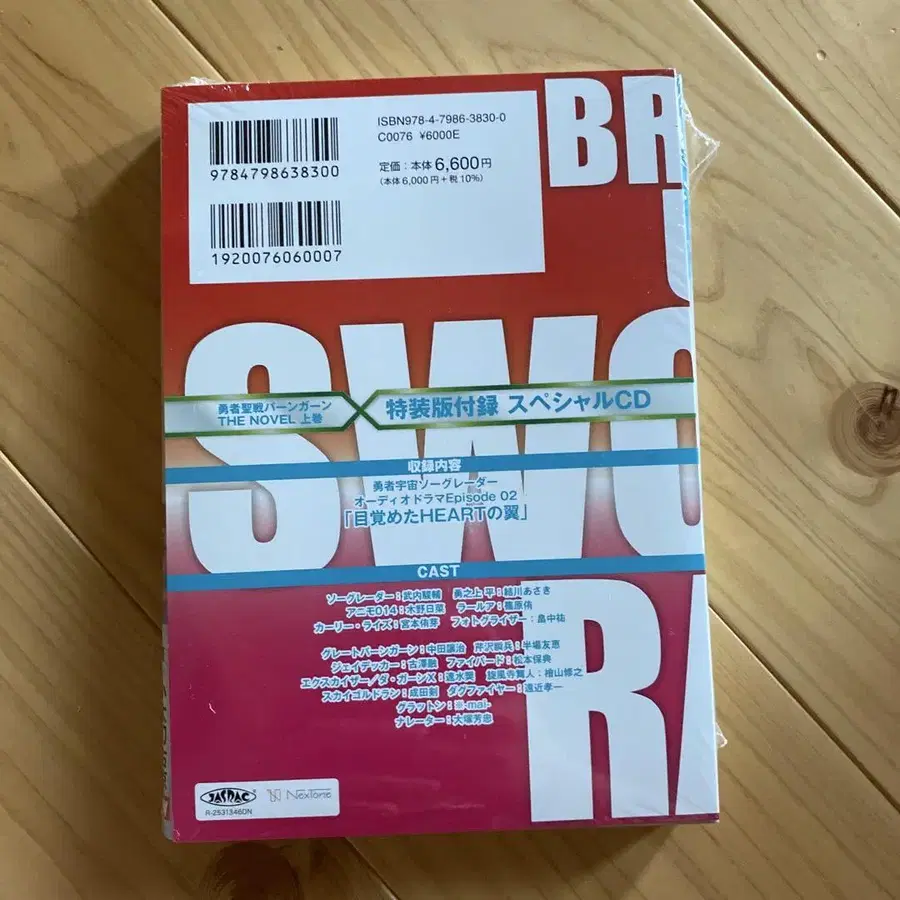 ISBN978-4-7986-3830-0
C0076 ¥6000E
定価：本体6,600円
（本体6,000円＋税10%）
9784798638300
1920076060007
BR
SWO
勇者聖戦バーンガーン
THE NOVEL 上巻
特装版付録 スペシャルCD
収録内容
勇者宇宙ソーグレーダー
オーディオドラマEpisode 02
「目覚めたHEARTの翼」
CAST
ソーグレーダー：武内駿輔 勇之上 平：結川あさき
アニモ014：水野日菜 ラールア：篠原侑
カーリー・ライズ：宮本侑芽 フォトグライザー：畠中祐
グレートバーンガーン：中田譲治 芹沢瞬兵：半場友恵
ジェイデッカー：古澤融 ファイバード：松本保典
エクスカイザー/ダ・ガーンX：速水奨 旋風寺舞人：檜山修之
スカイゴルドラン：成田剣 ダグファイヤー：遠近孝一
グラットン：※-mai-
ナレーター：大塚芳忠
RA
JASRAC
R-2531346DN
NexTone